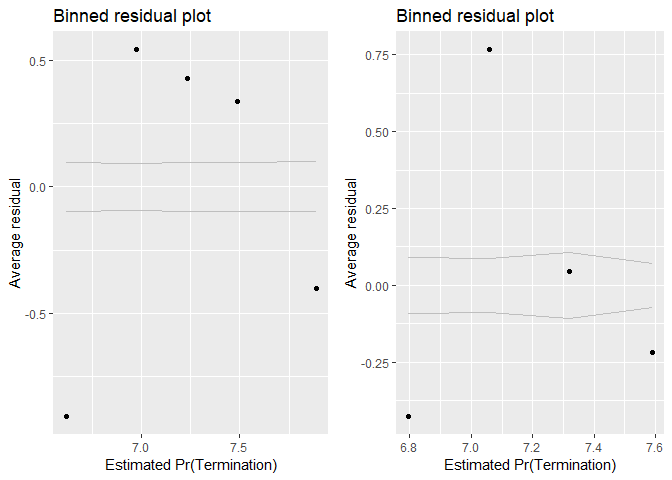 Binned residual plot
Average residual
0.5
0.0
-0.5
7.0 7.5
Estimated Pr(Termination)
Binned residual plot
Average residual
0.75
0.50
0.25
0.00
-0.25
6.8 7.0 7.2 7.4 7.6
Estimated Pr(Termination)